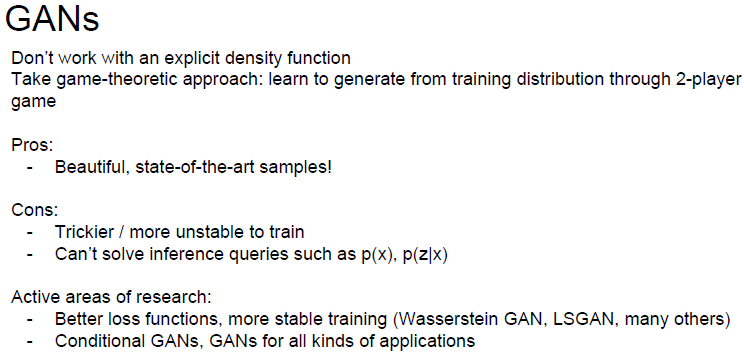 GANs
Don't work with an explicit density function
Take game-theoretic approach: learn to generate from training distribution through 2-player
game
Pros:
- Beautiful, state-of-the-art samples!
Cons:
- Trickier / more unstable to train
- Can't solve inference queries such as p(x), p(z|x)
Active areas of research:
- Better loss functions, more stable training (Wasserstein GAN, LSGAN, many others)
- Conditional GANs, GANs for all kinds of applications